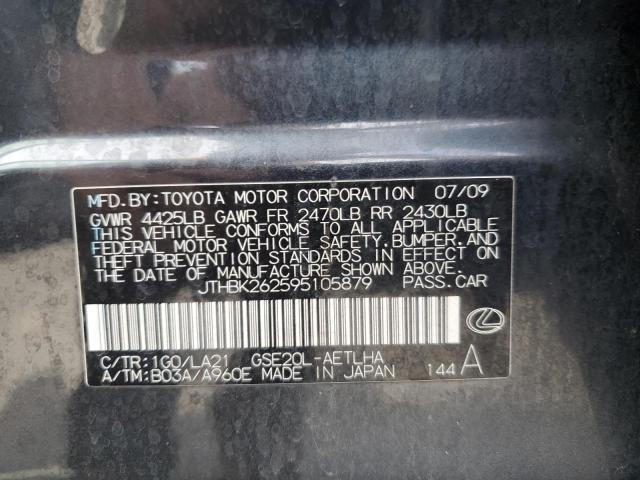 MFD.BY:TOYOTA MOTOR CORPORATION 07/09
GVWR 4425LB GAWR FR 2470LB RR 2430LB
THIS VEHICLE CONFORMS TO ALL APPLICABLE
FEDERAL MOTOR VEHICLE SAFETY, BUMPER, AND
THEFT PREVENTION STANDARDS IN EFFECT ON
THE DATE OF MANUFACTURE SHOWN ABOVE.
JTHBK262595105879 PASS.CAR
C/TR:1G0/LA21 GSE20L-AETLHA
A/TM:B03A/A960E MADE IN JAPAN 144 A